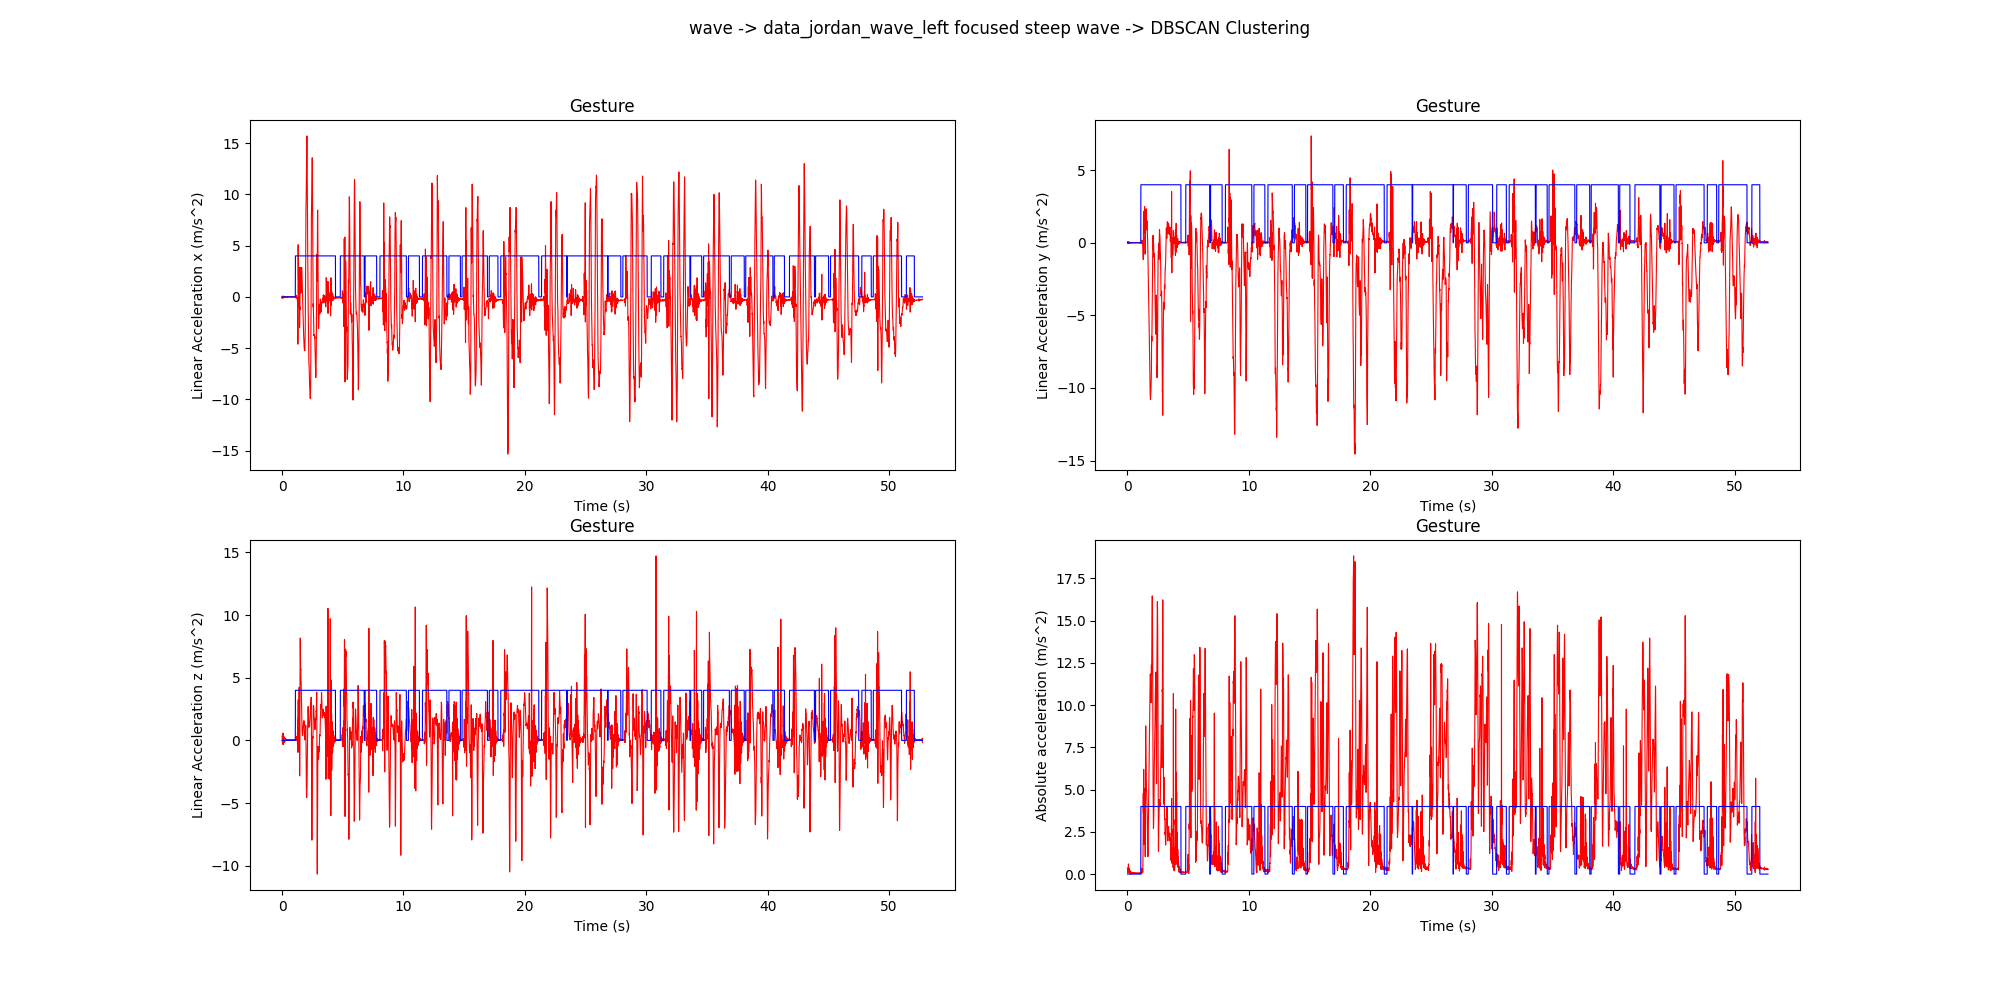 wave -> data_jordan_wave_left focused steep wave -> DBSCAN Clustering
Gesture
Linear Acceleration x (m/s^2)
15
10
5
0
−5
−10
−15
0 10 20 30 40 50
Time (s)
Gesture
Linear Acceleration y (m/s^2)
5
0
−5
−10
−15
0 10 20 30 40 50
Time (s)
Gesture
Linear Acceleration z (m/s^2)
15
10
5
0
−5
−10
0 10 20 30 40 50
Time (s)
Gesture
Absolute acceleration (m/s^2)
17.5
15.0
12.5
10.0
7.5
5.0
2.5
0.0
0 10 20 30 40 50
Time (s)